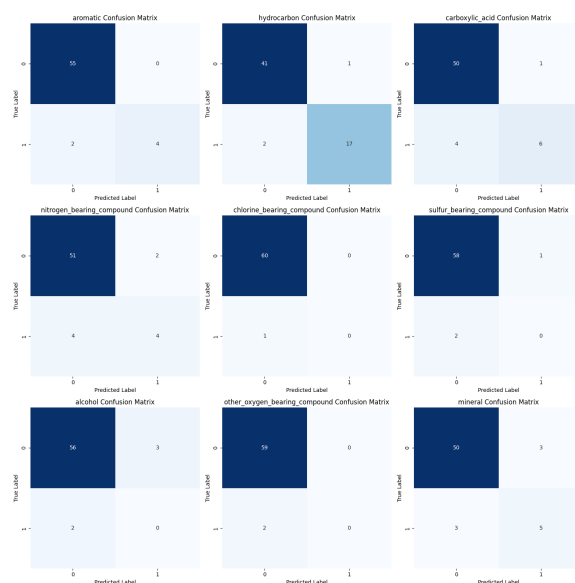 aromatic Confusion Matrix
hydrocarbon Confusion Matrix
carboxylic_acid Confusion Matrix
True Label
0
55
0
1
2
4
0
1
Predicted Label
True Label
0
41
1
1
2
17
0
1
Predicted Label
True Label
0
50
1
1
4
6
0
1
Predicted Label
nitrogen_bearing_compound Confusion Matrix
chlorine_bearing_compound Confusion Matrix
sulfur_bearing_compound Confusion Matrix
True Label
0
51
2
1
4
4
0
1
Predicted Label
True Label
0
60
0
1
1
0
0
1
Predicted Label
True Label
0
58
1
1
2
0
0
1
Predicted Label
alcohol Confusion Matrix
other_oxygen_bearing_compound Confusion Matrix
mineral Confusion Matrix
True Label
0
56
3
1
2
0
0
1
Predicted Label
True Label
0
59
0
1
2
0
0
1
Predicted Label
True Label
0
50
3
1
3
5
0
1
Predicted Label